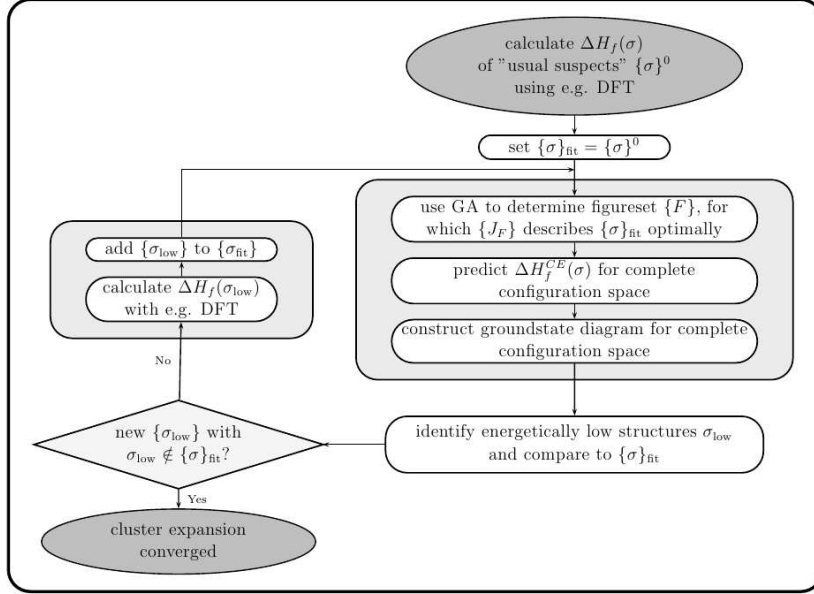 calculate ΔH_f(σ)
of "usual suspects" {σ}^0
using e.g. DFT
set {σ}_fit = {σ}^0
use GA to determine figureset {F}, for
which {J_F} describes {σ}_fit optimally
predict ΔH_f^{CE}(σ) for complete
configuration space
construct groundstate diagram for complete
configuration space
identify energetically low structures σ_low
and compare to {σ}_fit
new {σ_low} with
σ_low ∉ {σ}_fit?
No
calculate ΔH_f(σ_low)
with e.g. DFT
add {σ_low} to {σ_fit}
Yes
cluster expansion
converged